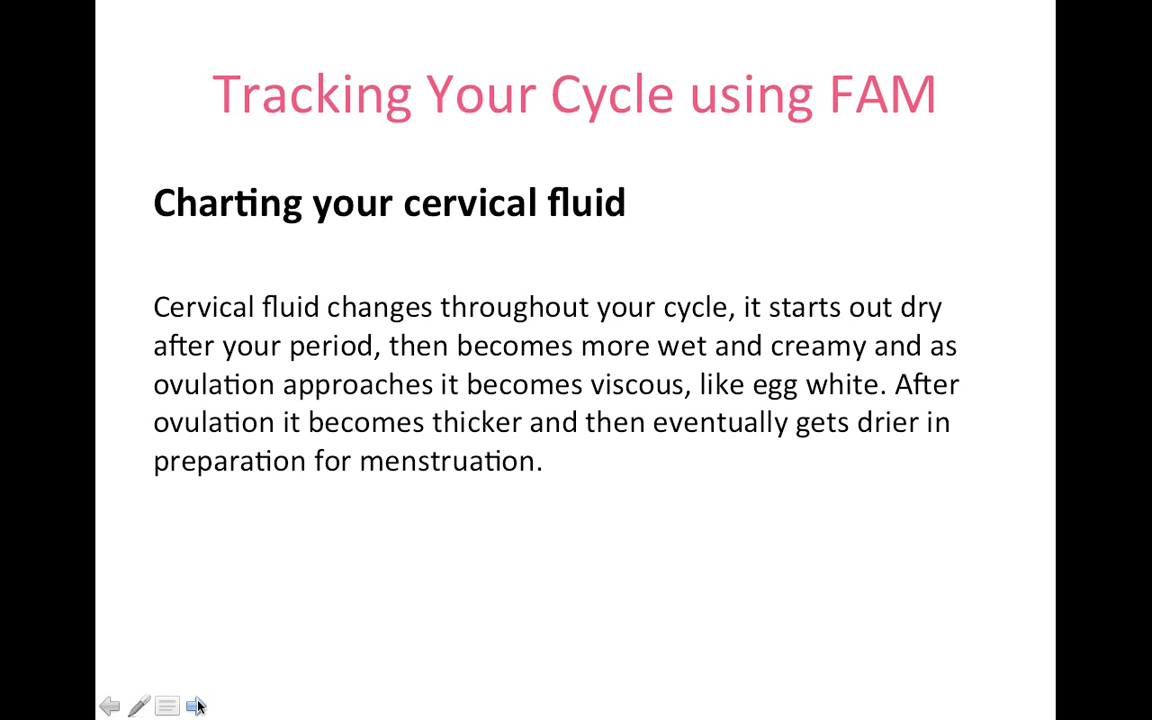 Tracking Your Cycle using FAM
Charting your cervical fluid
Cervical fluid changes throughout your cycle, it starts out dry
after your period, then becomes more wet and creamy and as
ovulation approaches it becomes viscous, like egg white. After
ovulation it becomes thicker and then eventually gets drier in
preparation for menstruation.